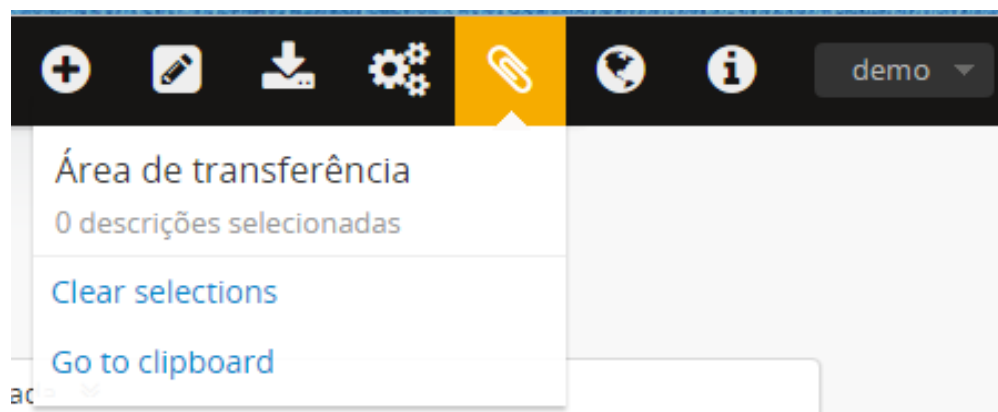 demo
Área de transferência
0 descrições selecionadas
Clear selections
Go to clipboard